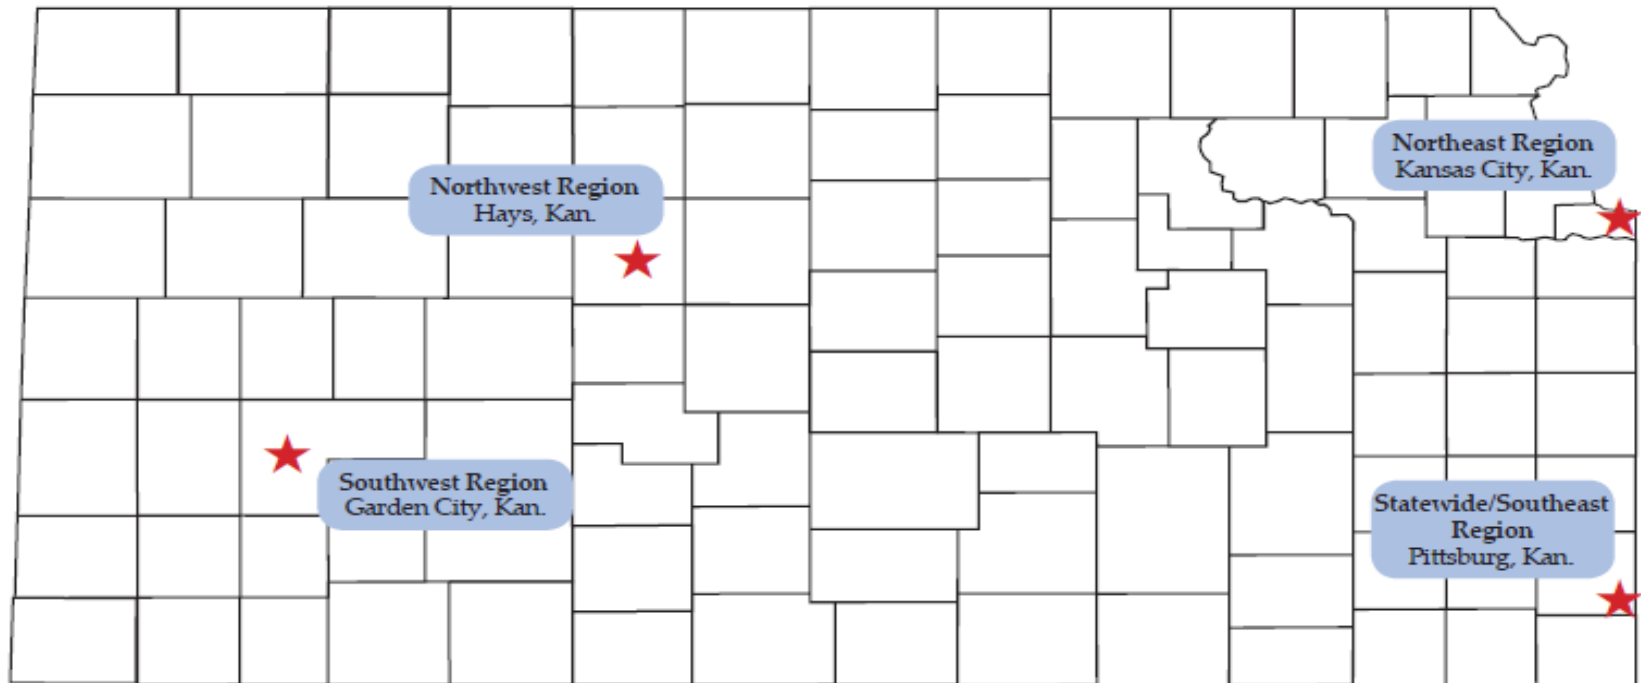 Northeast Region
Kansas City, Kan.
Northwest Region
Hays, Kan.
Southwest Region
Garden City, Kan.
Statewide/Southeast
Region
Pittsburg, Kan.